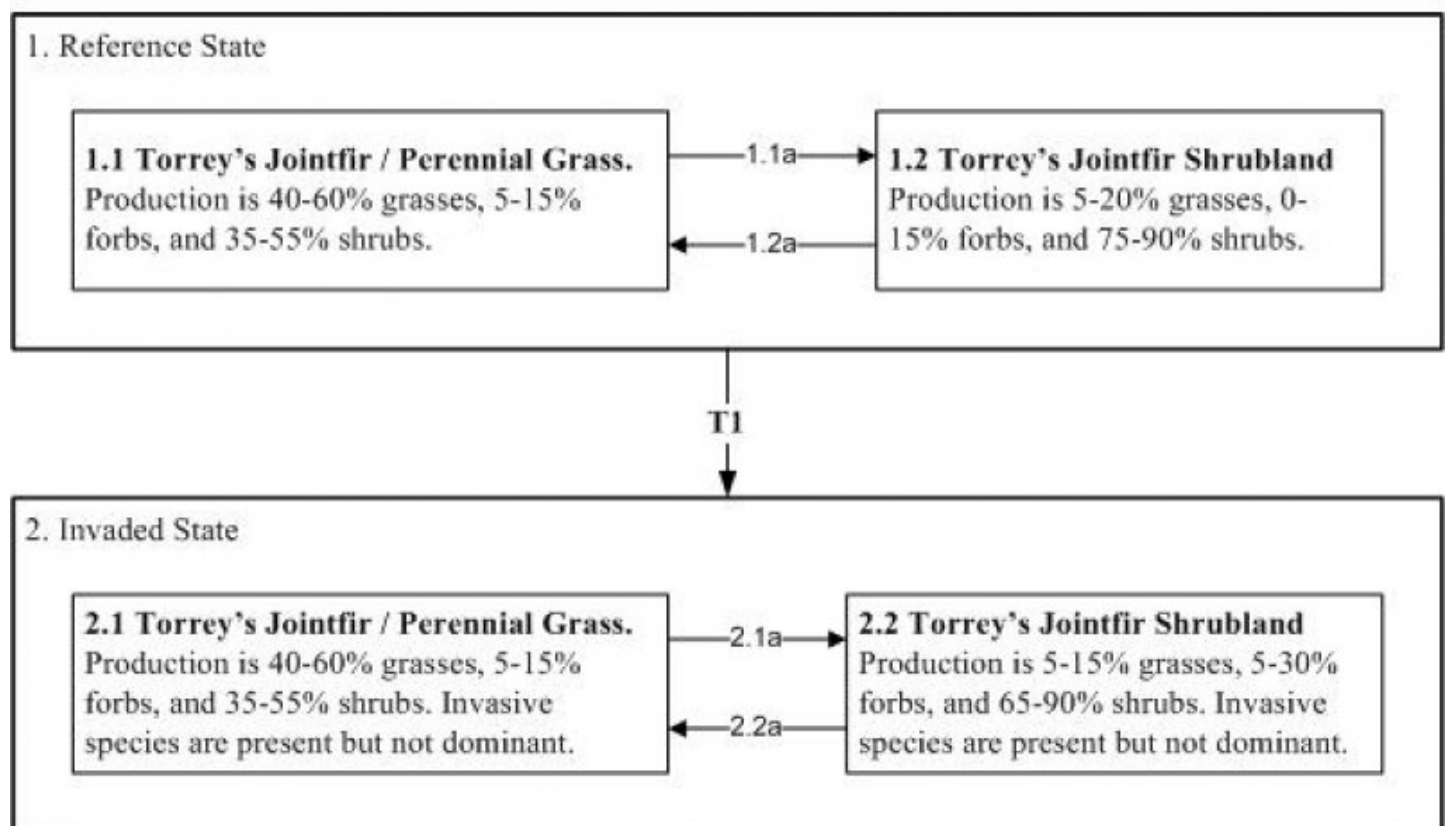 1. Reference State
1.1 Torrey's Jointfir / Perennial Grass.
Production is 40-60% grasses, 5-15%
forbs, and 35-55% shrubs.
1.1a
1.2a
1.2 Torrey's Jointfir Shrubland
Production is 5-20% grasses, 0-
15% forbs, and 75-90% shrubs.
T1
2. Invaded State
2.1 Torrey's Jointfir / Perennial Grass.
Production is 40-60% grasses, 5-15%
forbs, and 35-55% shrubs. Invasive
species are present but not dominant.
2.1a
2.2a
2.2 Torrey's Jointfir Shrubland
Production is 5-15% grasses, 5-30%
forbs, and 65-90% shrubs. Invasive
species are present but not dominant.